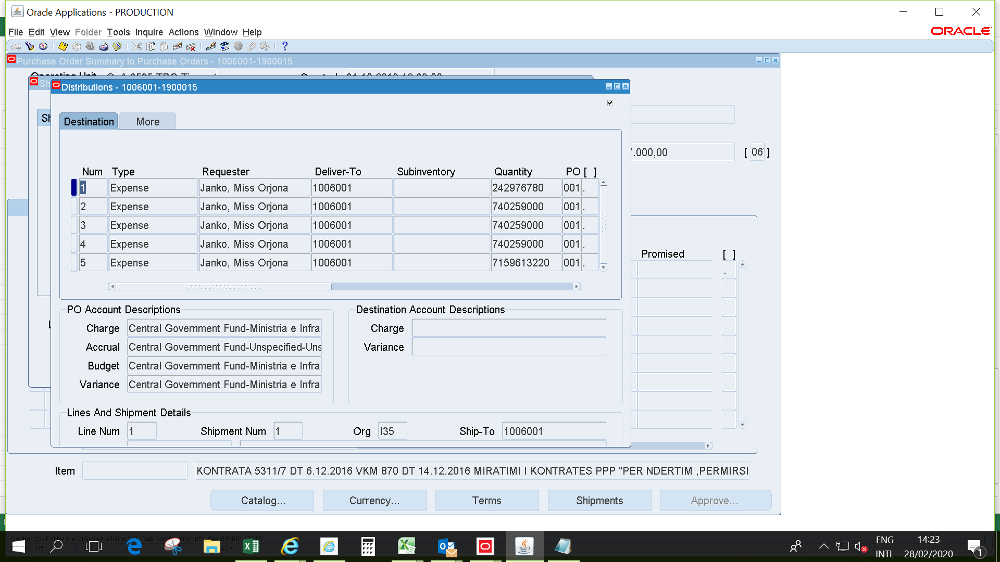 Oracle Applications - PRODUCTION
File Edit View Folder Tools Inquire Actions Window Help
ORACLE
Purchase Order Summary to Purchase Orders - 1006001-1900015
Distributions - 1006001-1900015
Destination More
.000,00 [ 06 ]
Num Type Requester Deliver-To Subinventory Quantity PO [ ]
1 Expense Janko, Miss Orjona 1006001 242976780 001 .
2 Expense Janko, Miss Orjona 1006001 740259000 001 .
3 Expense Janko, Miss Orjona 1006001 740259000 001 .
4 Expense Janko, Miss Orjona 1006001 740259000 001 .
5 Expense Janko, Miss Orjona 1006001 7159613220 001 .
Promised [ ]
.
PO Account Descriptions
Charge Central Government Fund-Ministria e Infra
Accrual Central Government Fund-Unspecified-Uns
Budget Central Government Fund-Ministria e Infra
Variance Central Government Fund-Ministria e Infra
Destination Account Descriptions
Charge
Variance
Lines And Shipment Details
Line Num 1 Shipment Num 1 Org I35 Ship-To 1006001
Item KONTRATA 5311/7 DT 6.12.2016 VKM 870 DT 14.12.2016 MIRATIMI I KONTRATES PPP "PER NDERTIM ,PERMIRSI
Catalog... Currency... Terms Shipments Approve...
ENG
INTL
14:23
28/02/2020
1